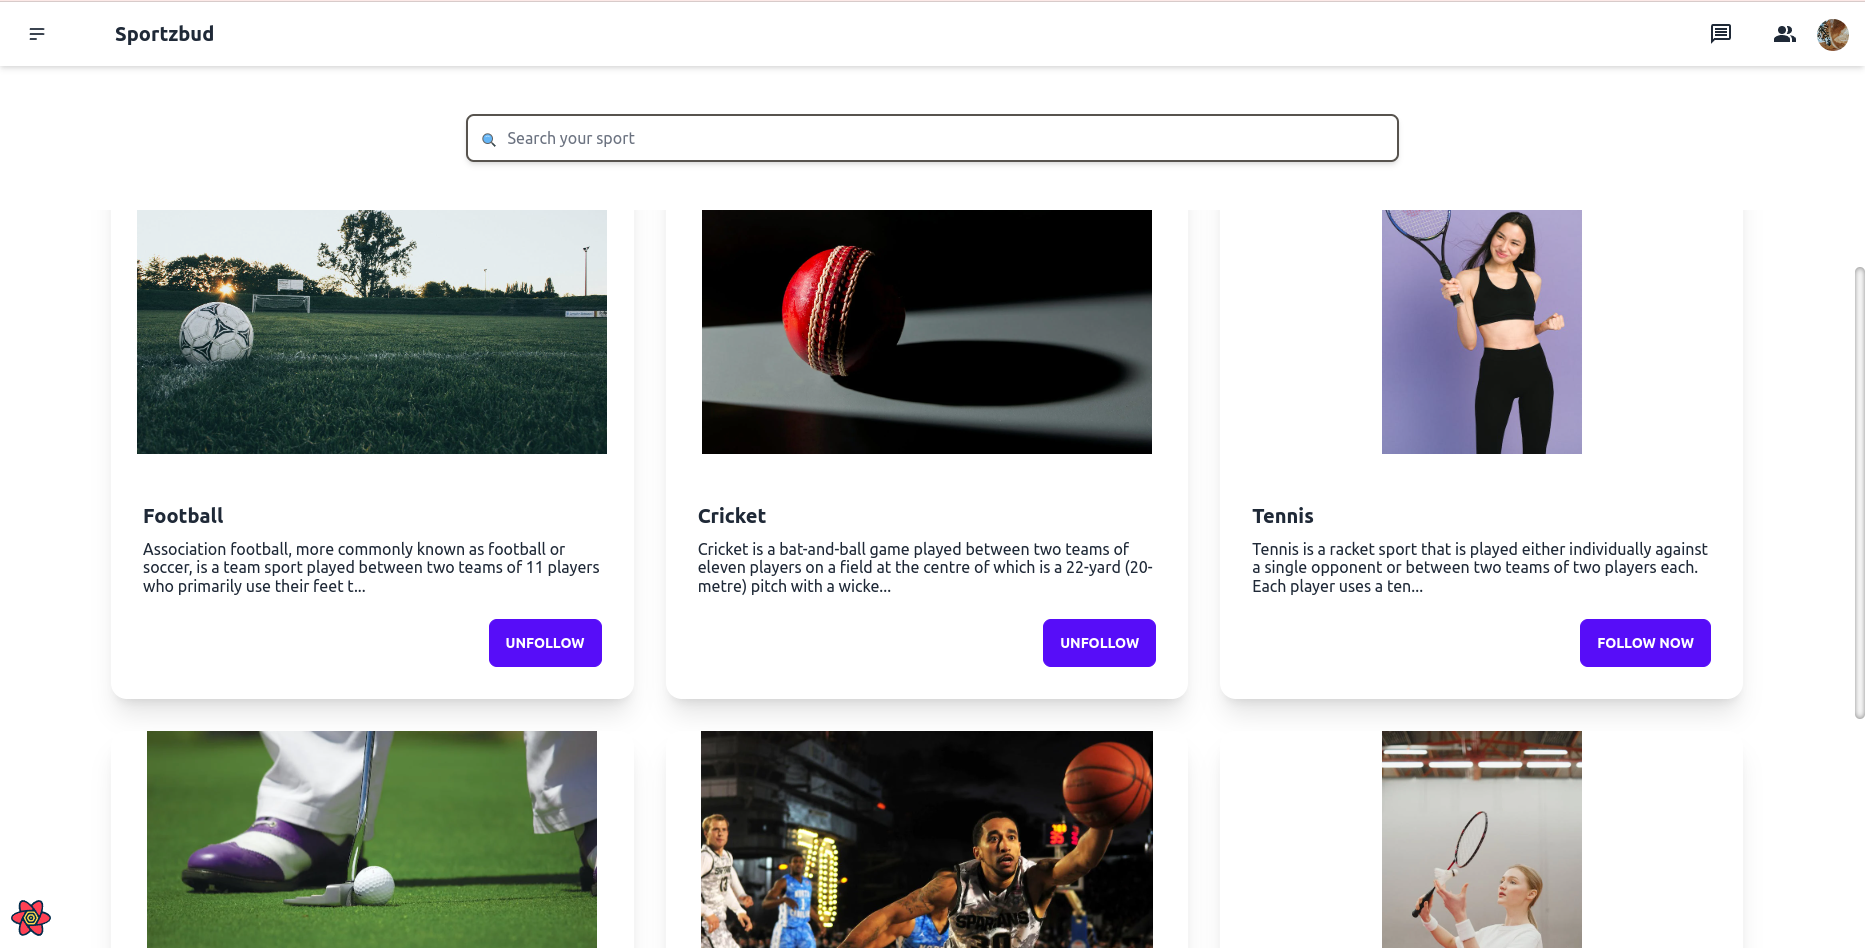 Sportzbud
Search your sport
Football
Association football, more commonly known as football or
soccer, is a team sport played between two teams of 11 players
who primarily use their feet t...
UNFOLLOW
Cricket
Cricket is a bat-and-ball game played between two teams of
eleven players on a field at the centre of which is a 22-yard (20-
metre) pitch with a wicke...
UNFOLLOW
Tennis
Tennis is a racket sport that is played either individually against
a single opponent or between two teams of two players each.
Each player uses a ten...
FOLLOW NOW
SPARTANS